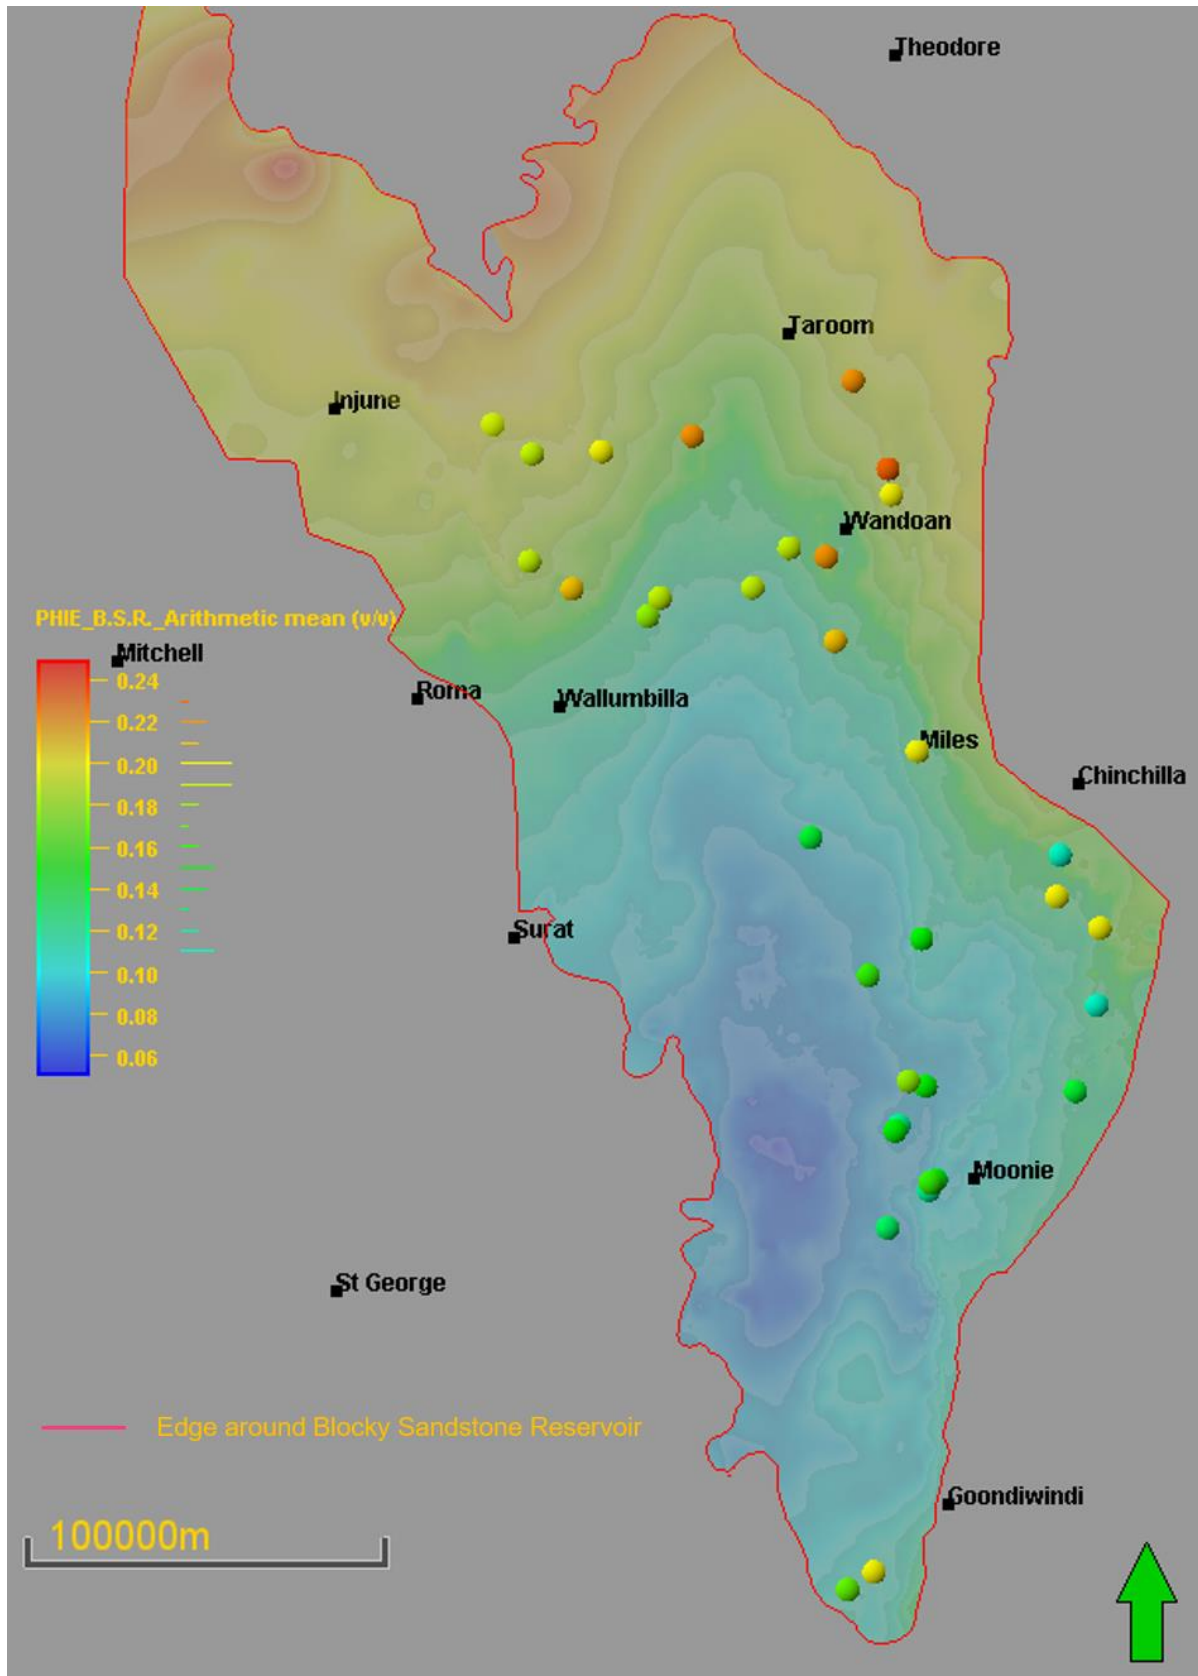 Theodore
Taroom
Injune
Wandoan
PHIE_B.S.R._Arithmetic mean (v/v)
Mitchell
0.24
Roma
Wallumbilla
0.22
Miles
0.20
Chinchilla
0.18
0.16
0.14
0.12
Surat
0.10
0.08
0.06
Moonie
St George
Edge around Blocky Sandstone Reservoir
Goondiwindi
100000m